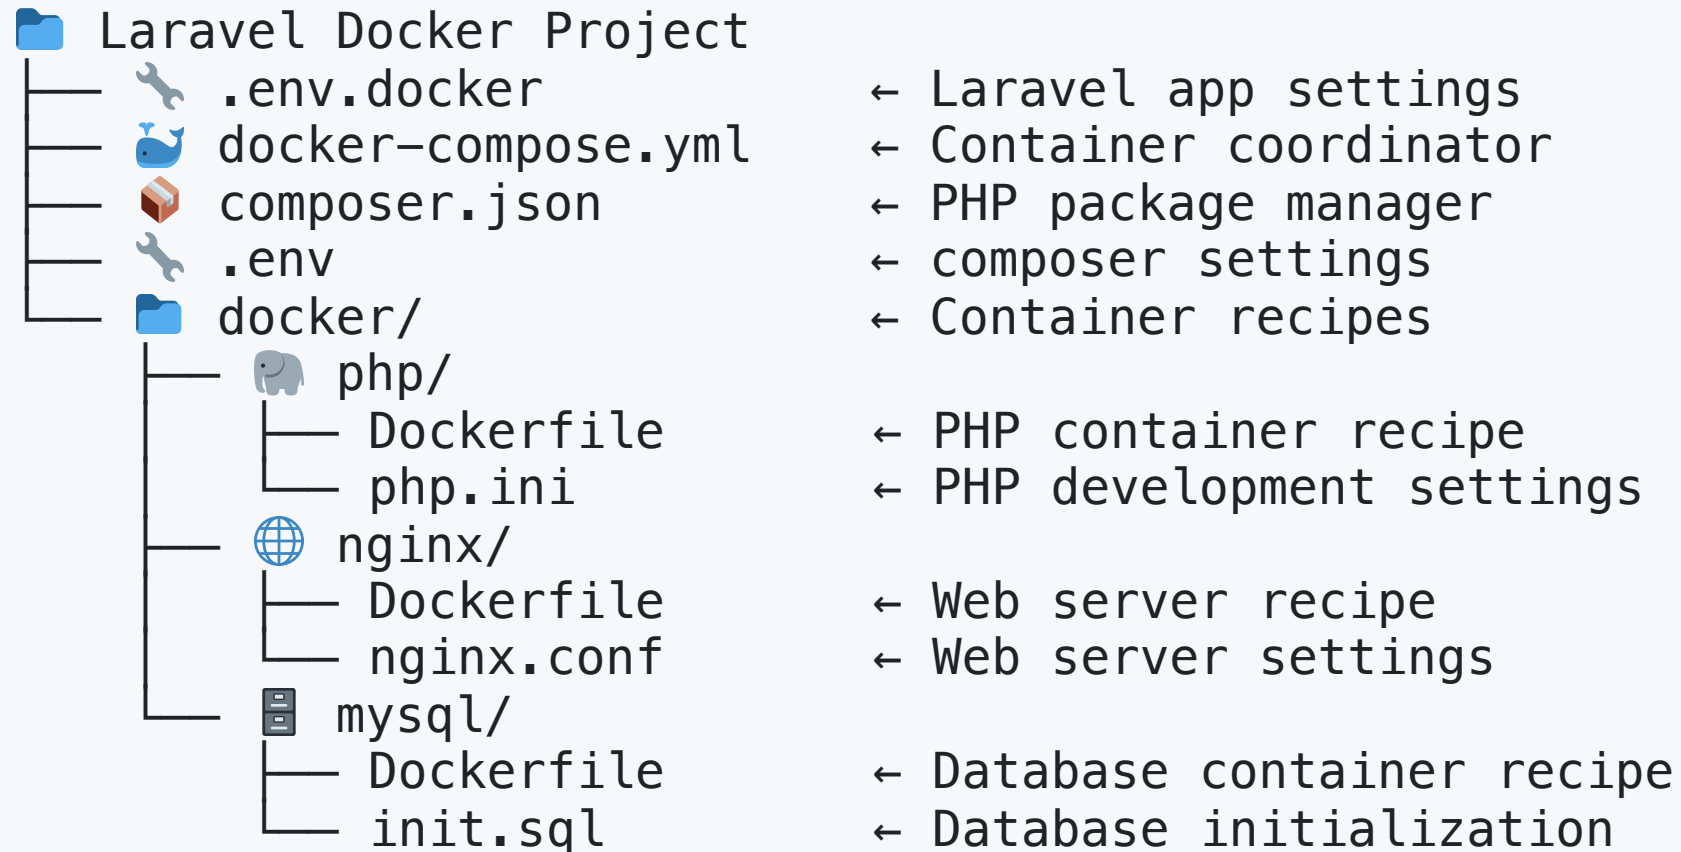 Laravel Docker Project
.env.docker ← Laravel app settings
docker-compose.yml ← Container coordinator
composer.json ← PHP package manager
.env ← composer settings
docker/ ← Container recipes
php/
Dockerfile ← PHP container recipe
php.ini ← PHP development settings
nginx/
Dockerfile ← Web server recipe
nginx.conf ← Web server settings
mysql/
Dockerfile ← Database container recipe
init.sql ← Database initialization